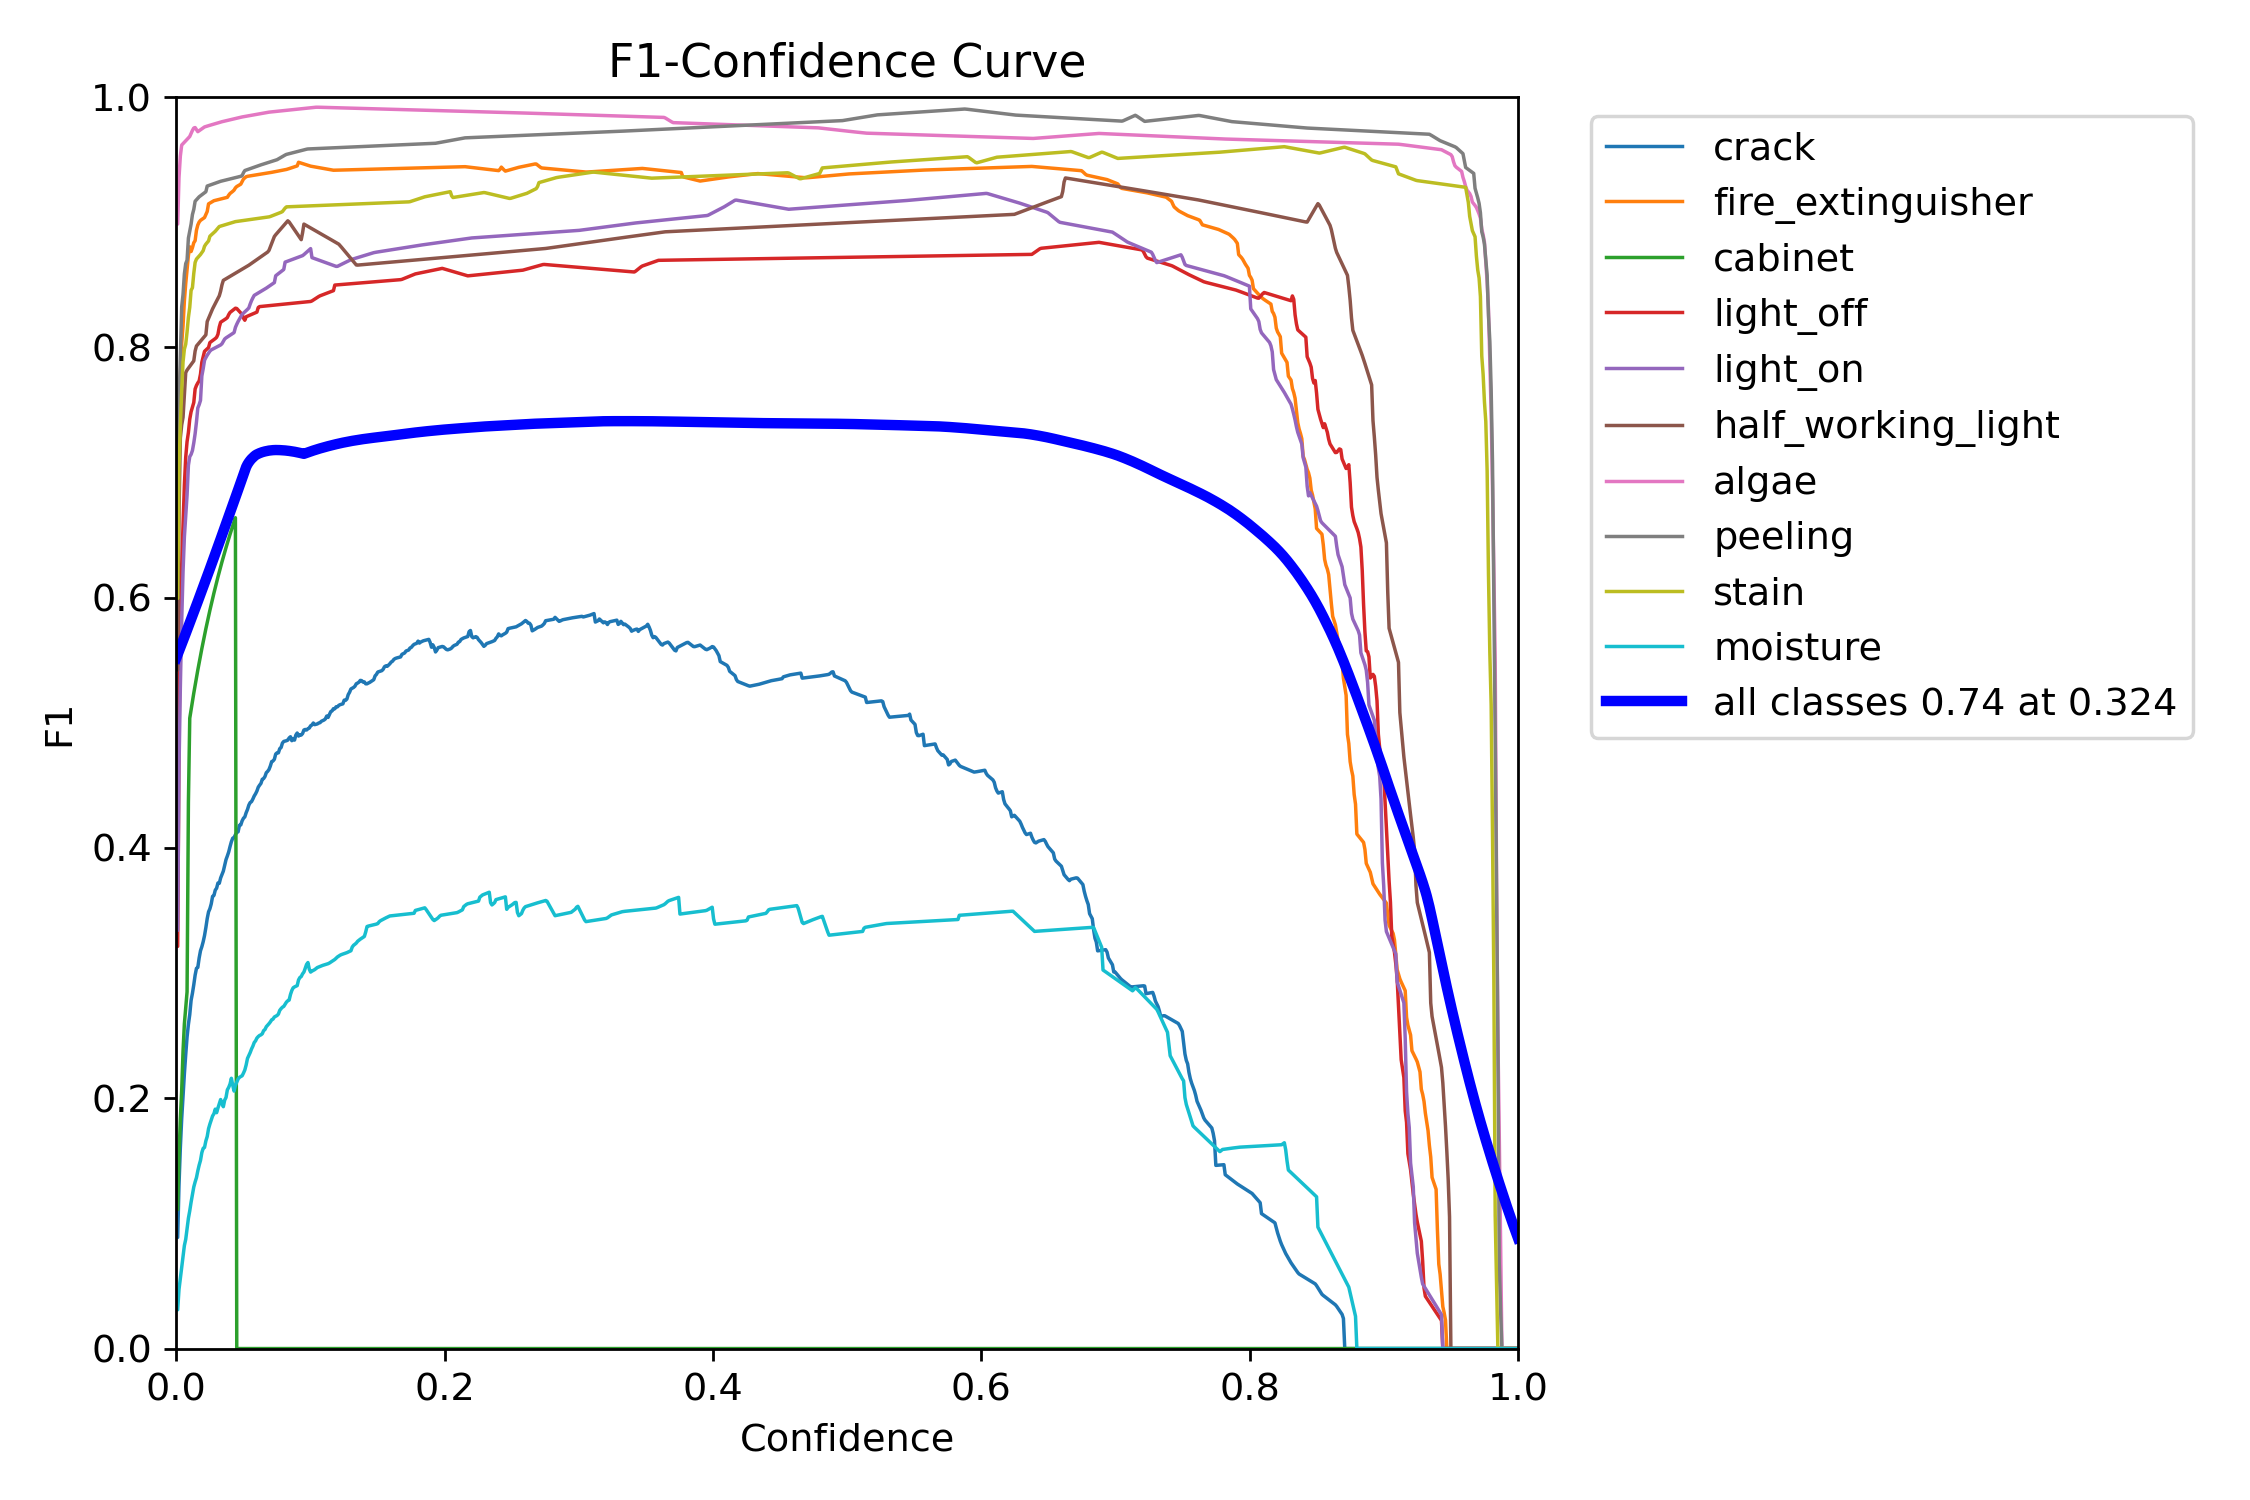 F1-Confidence Curve
1.0
0.8
0.6
0.4
0.2
0.0
F1
0.0 0.2 0.4 0.6 0.8 1.0
Confidence
crack
fire_extinguisher
cabinet
light_off
light_on
half_working_light
algae
peeling
stain
moisture
all classes 0.74 at 0.324